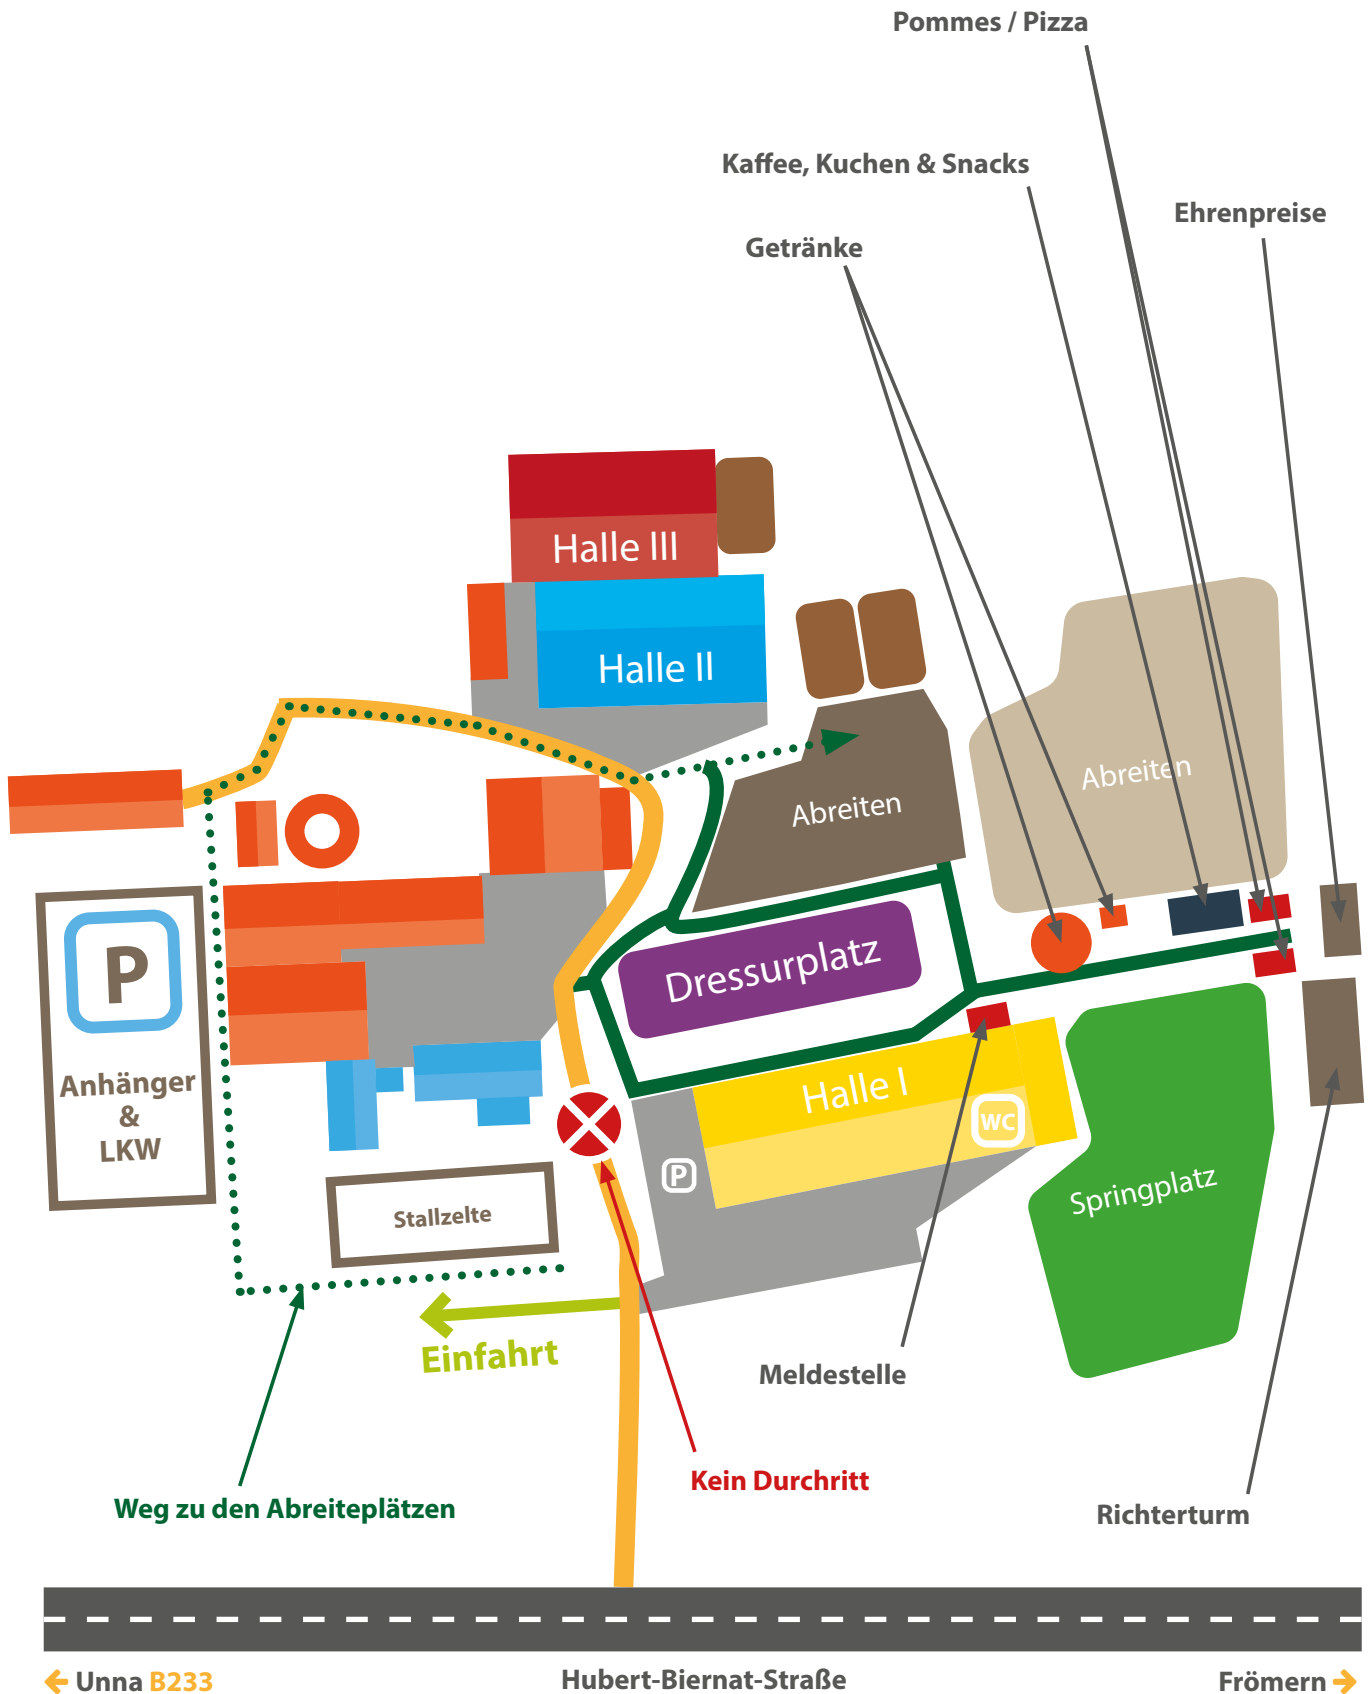 Pommes / Pizza
Kaffee, Kuchen & Snacks
Ehrenpreise
Getränke
Halle III
Halle II
Abreiten
Abreiten
Dressurplatz
P
Anhänger
&
LKW
Halle I
WC
P
Springplatz
Stallzelte
Einfahrt
Meldestelle
Kein Durchritt
Weg zu den Abreiteplätzen
Richterturm
Unna B233
Hubert-Biernat-Straße
Frömern